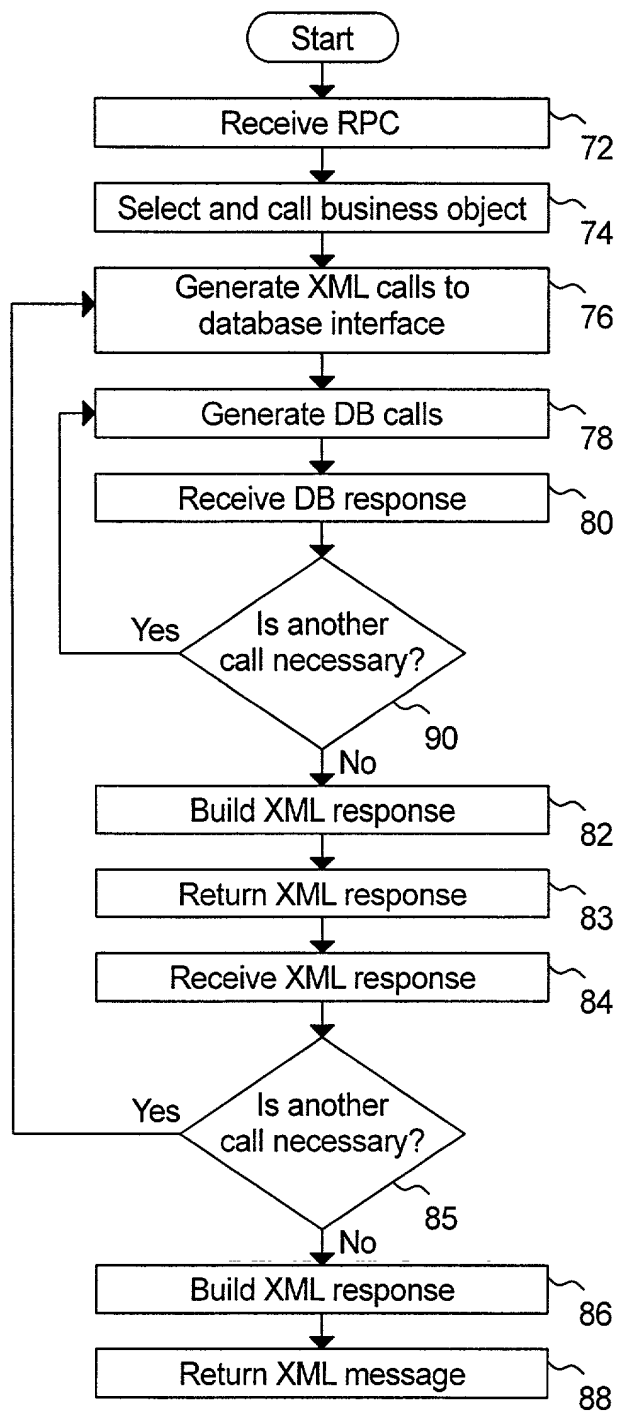 Start
Receive RPC
72
Select and call business object
74
Generate XML calls to
database interface
76
Generate DB calls
78
Receive DB response
80
Yes
Is another
call necessary?
90
No
Build XML response
82
Return XML response
83
Receive XML response
84
Yes
Is another
call necessary?
85
No
Build XML response
86
Return XML message
88